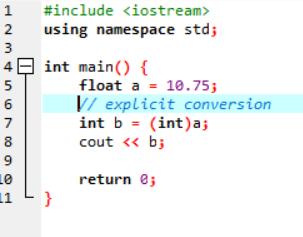 1 #include <iostream>
2 using namespace std;
3
4 int main() {
5 float a = 10.75;
6 // explicit conversion
7 int b = (int)a;
8 cout << b;
9
10 return 0;
11 }